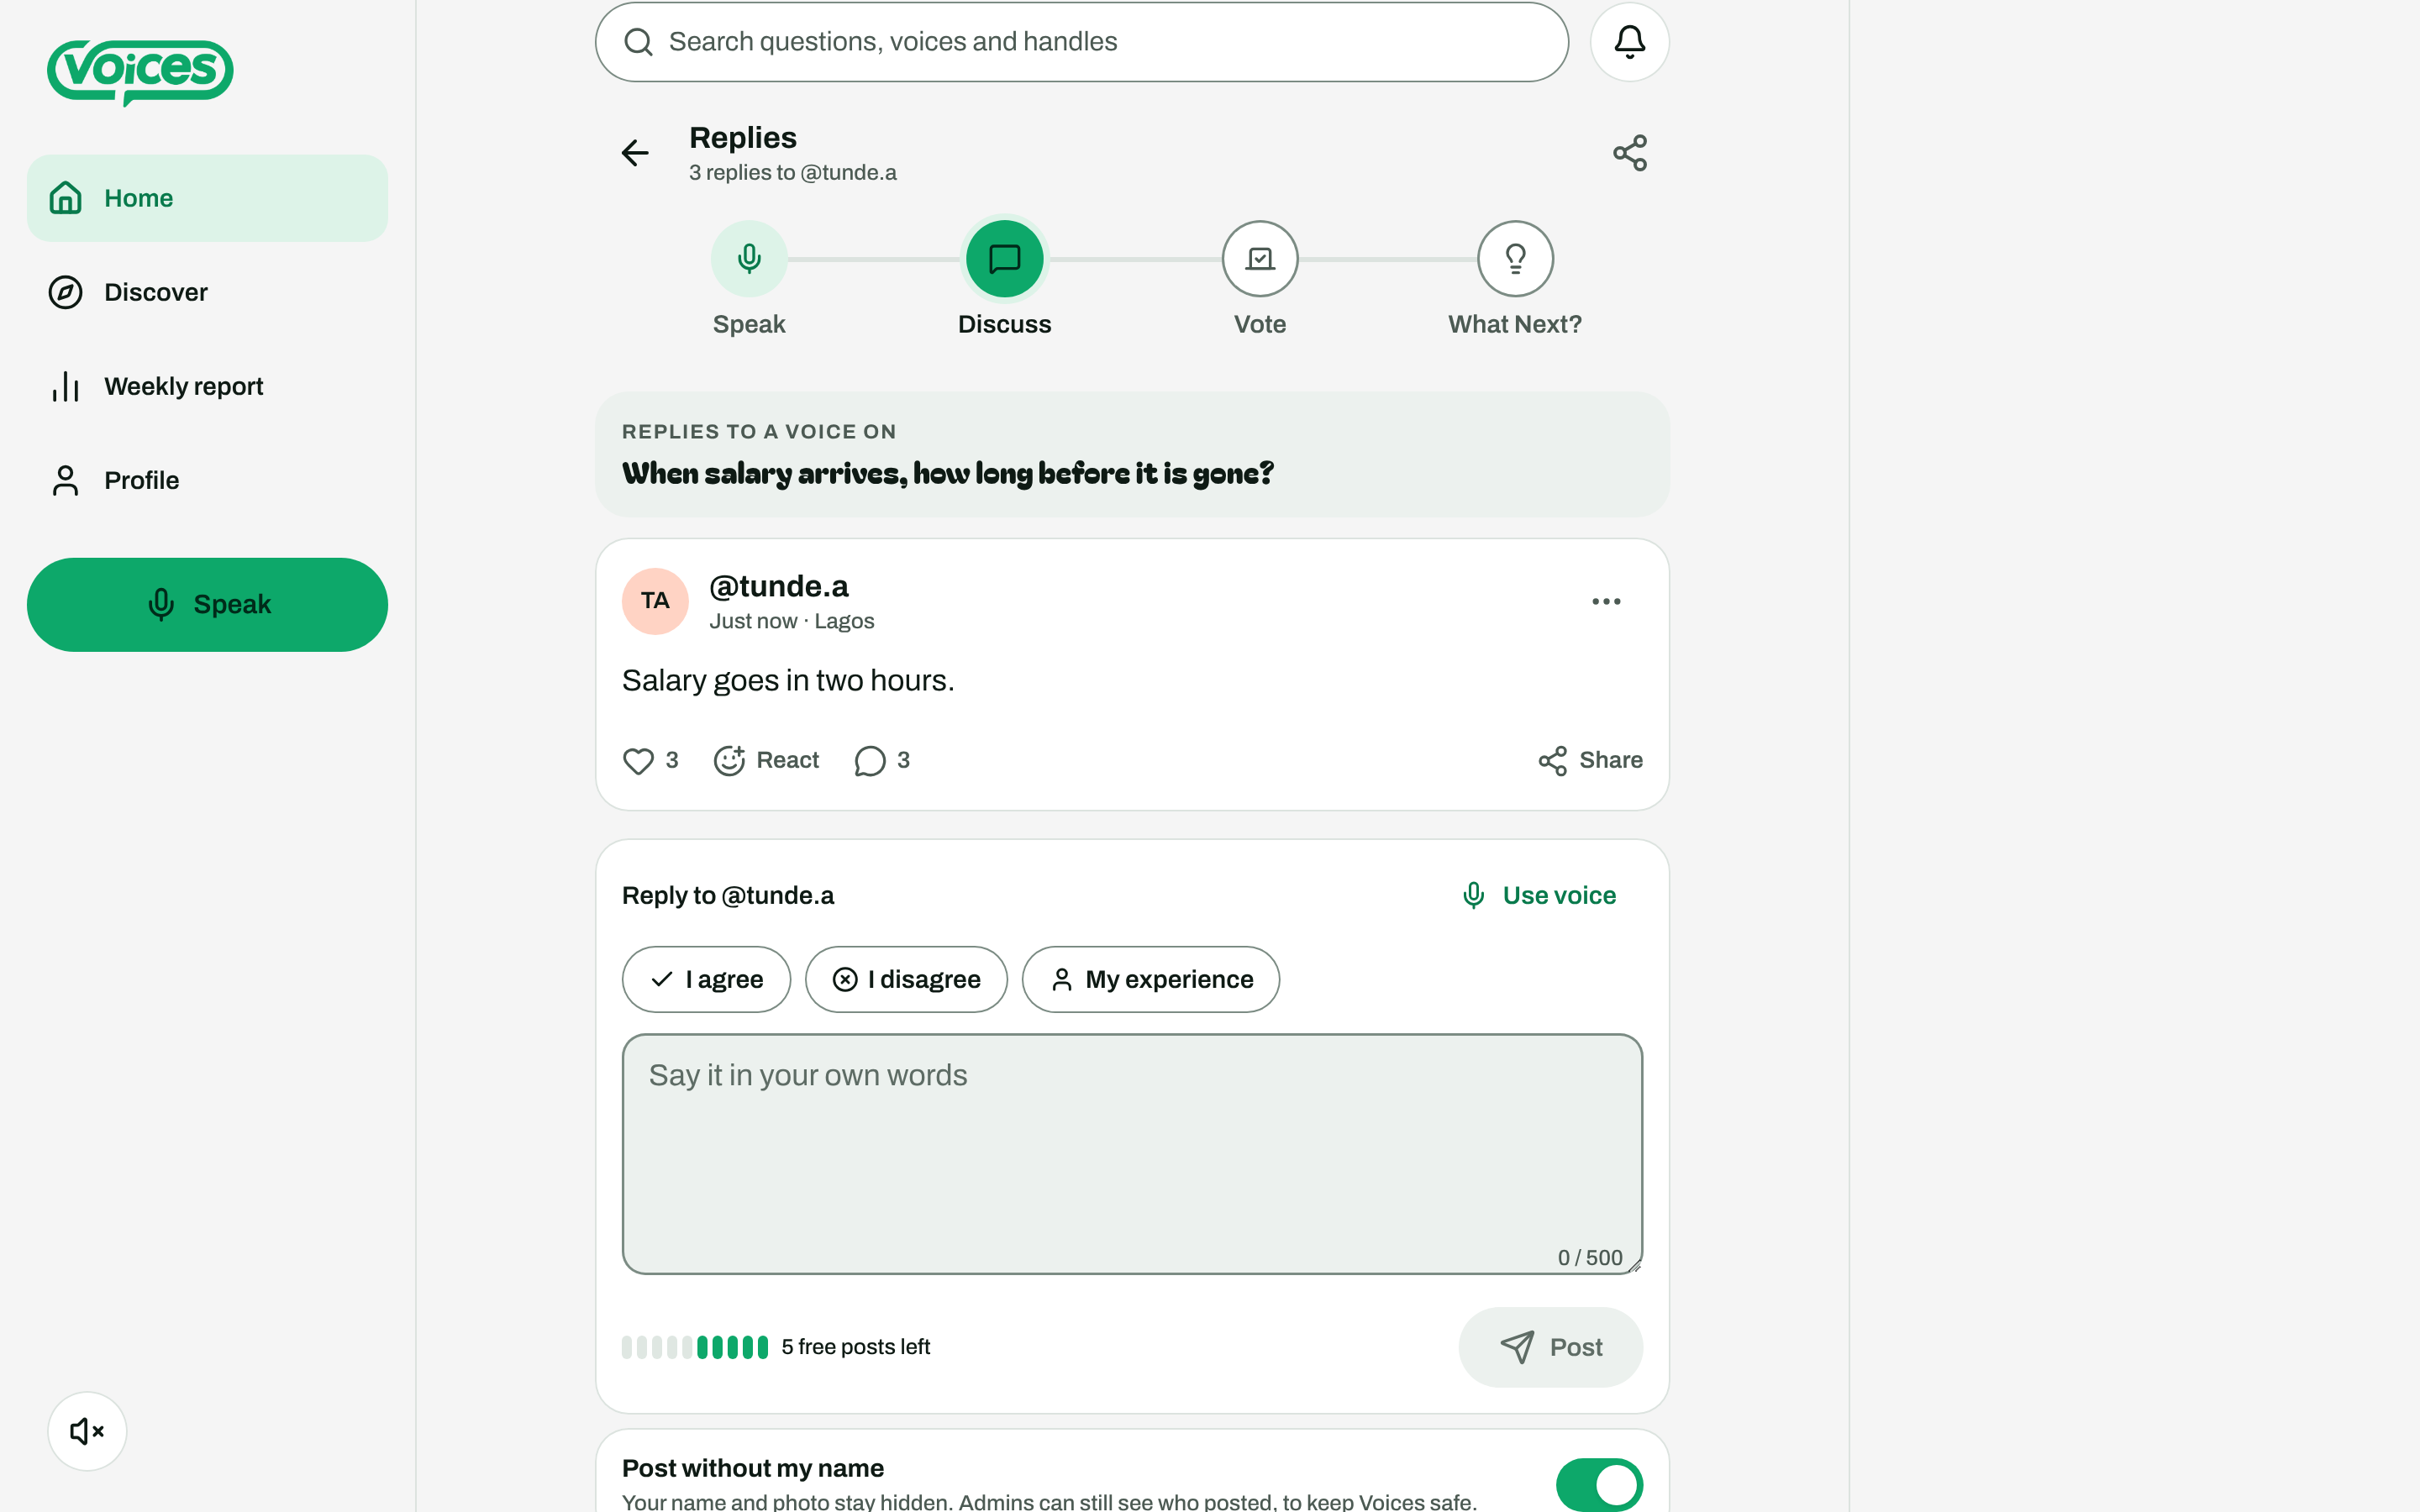 Voices
Search questions, voices and handles
Home
Discover
Weekly report
Profile
Speak
Replies
3 replies to @tunde.a
Speak
Discuss
Vote
What Next?
REPLIES TO A VOICE ON
When salary arrives, how long before it is gone?
TA
@tunde.a
Just now · Lagos
Salary goes in two hours.
3
React
3
Share
Reply to @tunde.a
Use voice
I agree
I disagree
My experience
Say it in your own words
0 / 500
5 free posts left
Post
Post without my name
Your name and photo stay hidden. Admins can still see who posted, to keep Voices safe.